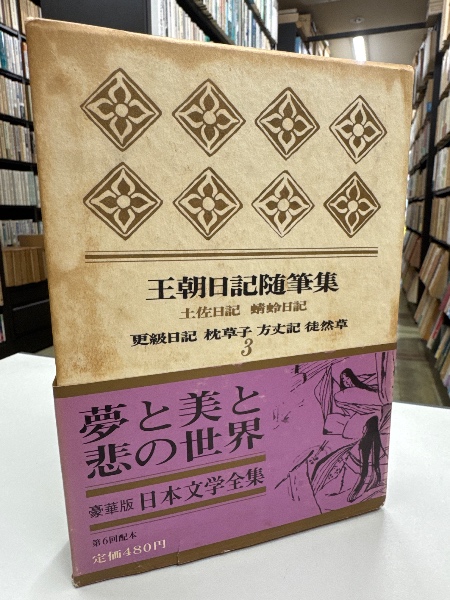 王朝日記随筆集
土佐日記 蜻蛉日記
更級日記 枕草子 方丈記 徒然草
3
夢と美と
悲の世界
豪華版 日本文学全集
第6回配本
定価480円